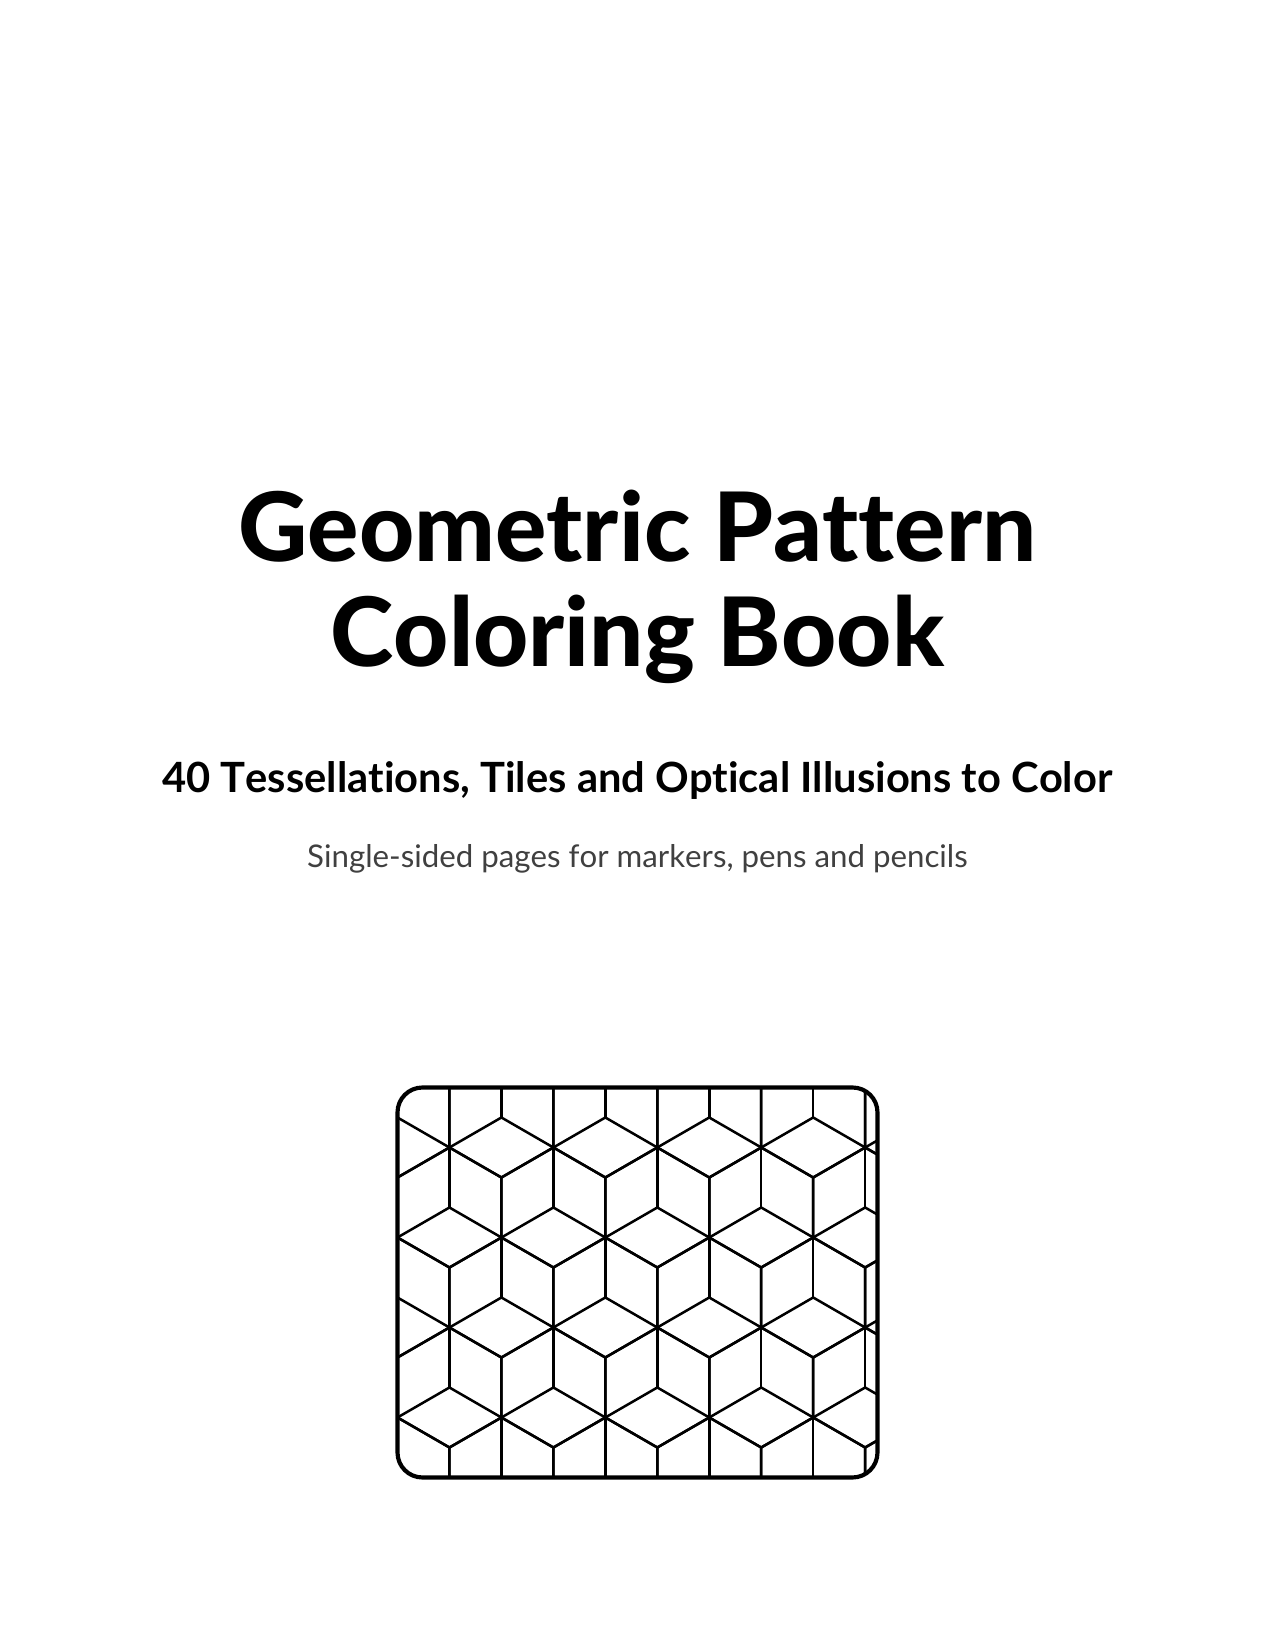 Geometric Pattern
Coloring Book
40 Tessellations, Tiles and Optical Illusions to Color
Single-sided pages for markers, pens and pencils